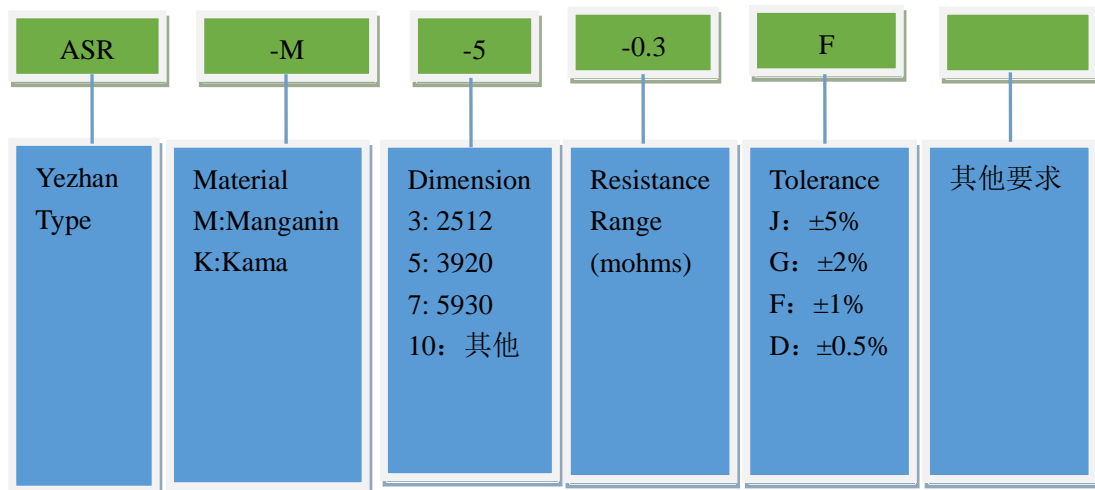 ASR
-M
-5
-0.3
F
Yezhan
Type
Material
M:Manganin
K:Kama
Dimension
3: 2512
5: 3920
7: 5930
10：其他
Resistance
Range
(mohms)
Tolerance
J：±5%
G：±2%
F：±1%
D：±0.5%
其他要求